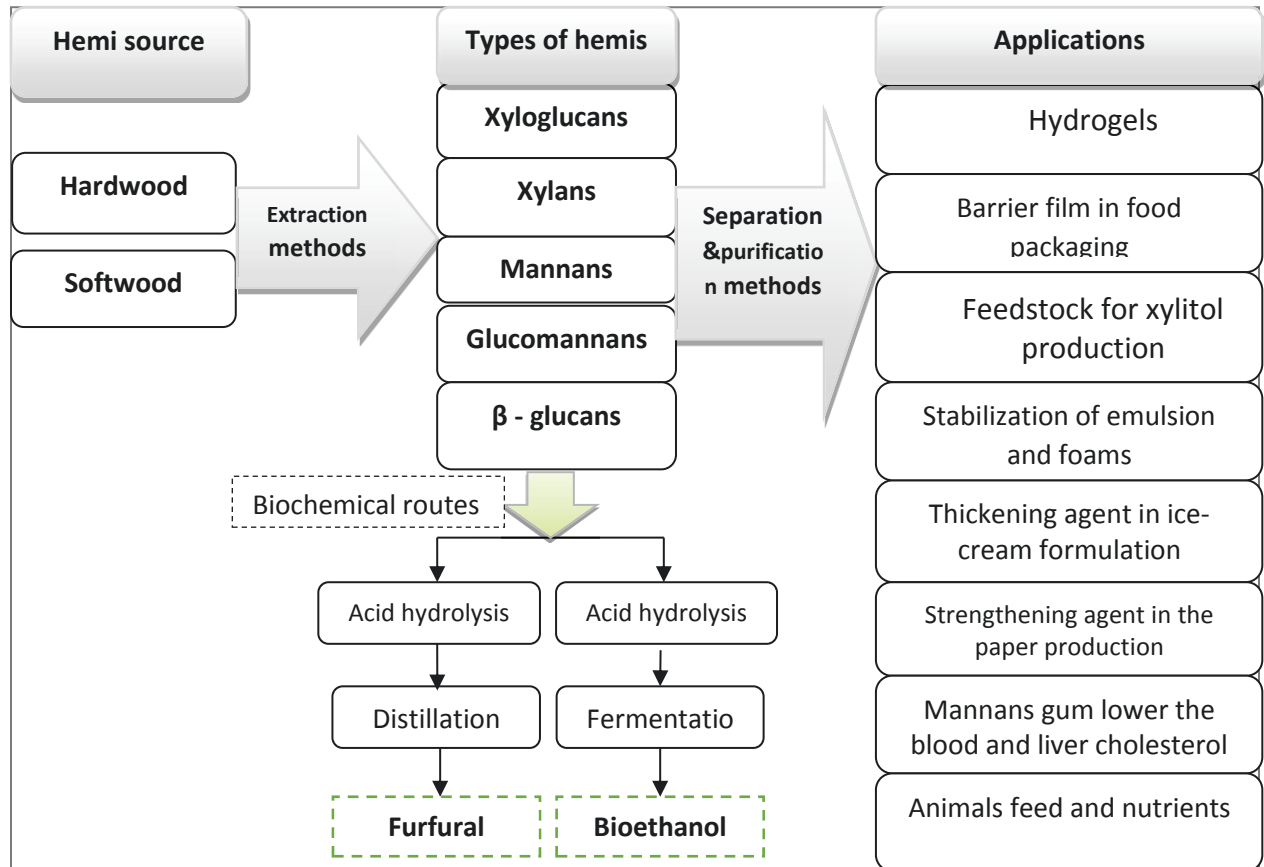 Hemi source
Hardwood
Softwood
Extraction
methods
Types of hemis
Xyloglucans
Xylans
Mannans
Glucomannans
β - glucans
Separation
&purificatio
n methods
Applications
Hydrogels
Barrier film in food
packaging
Feedstock for xylitol
production
Stabilization of emulsion
and foams
Thickening agent in ice-
cream formulation
Strengthening agent in the
paper production
Mannans gum lower the
blood and liver cholesterol
Animals feed and nutrients
Biochemical routes
Acid hydrolysis
Distillation
Furfural
Acid hydrolysis
Fermentatio
Bioethanol